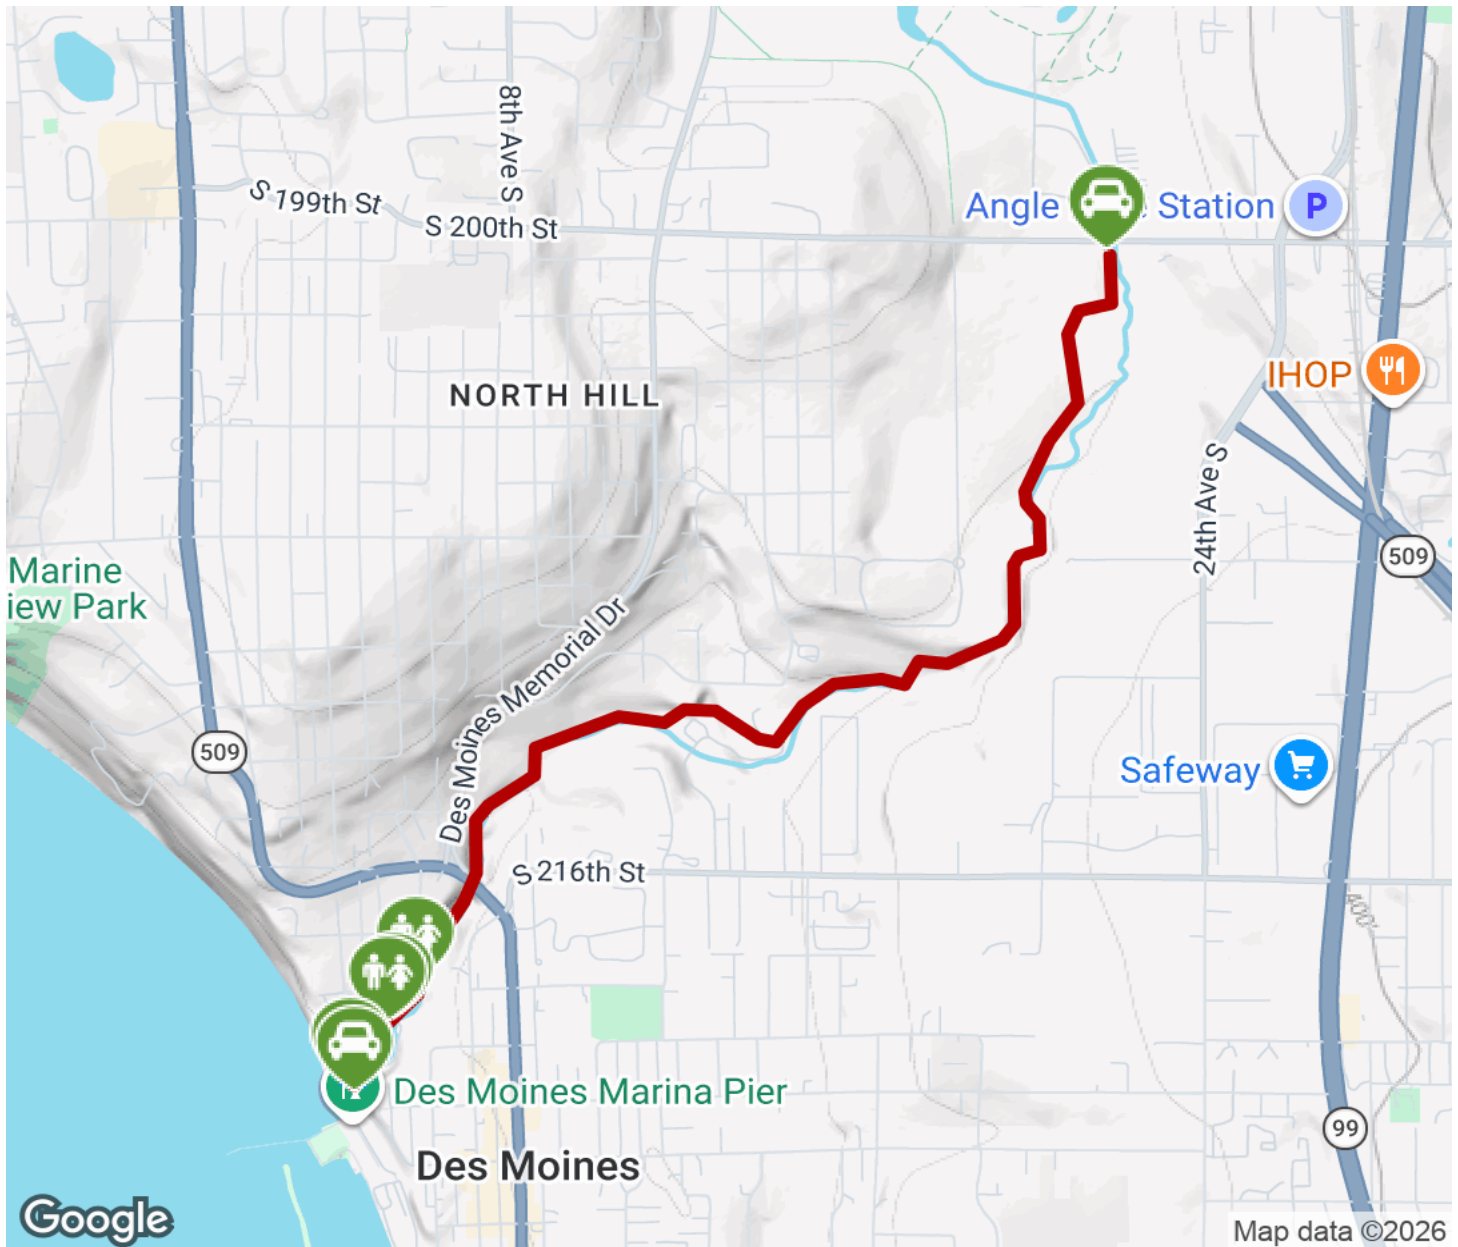 8th Ave S
S 199th St
S 200th St
Angle
Station
P
NORTH HILL
IHOP
24th Ave S
509
Marine
iew Park
Des Moines Memorial Dr
509
Safeway
S 216th St
400'
Des Moines Marina Pier
99
Des Moines
Google
Map data ©2026